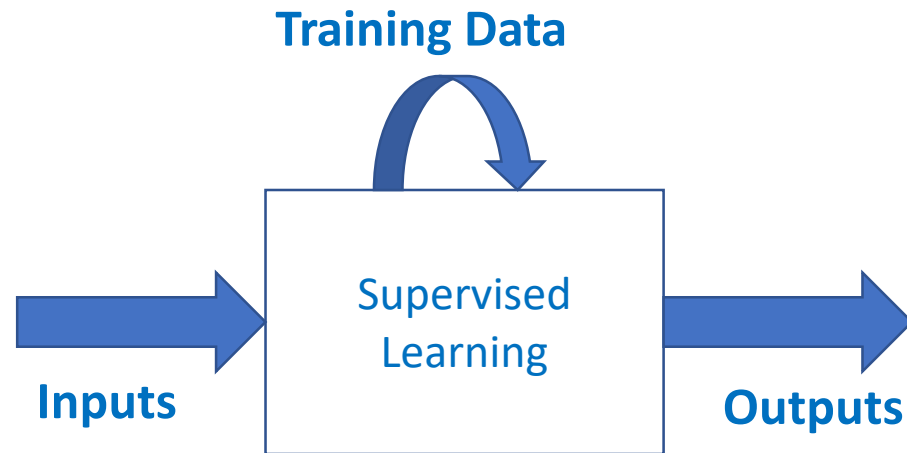 Training Data
Supervised
Learning
Inputs
Outputs